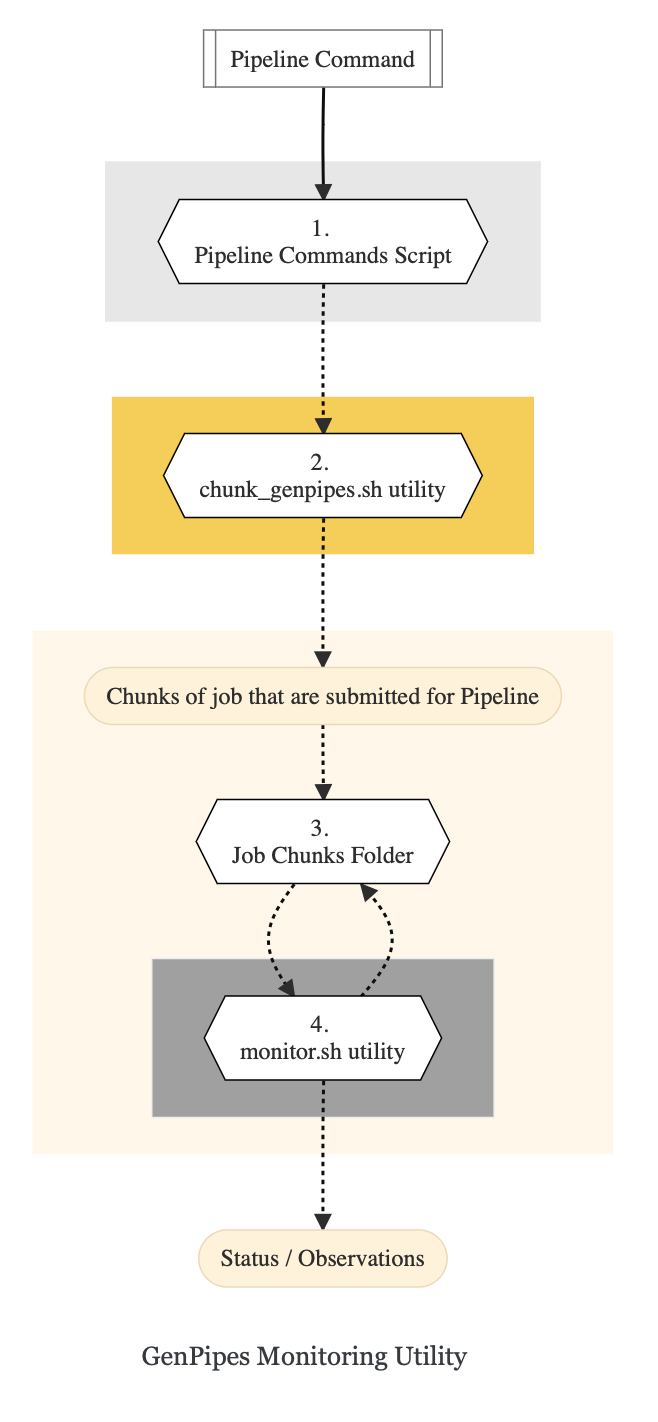 Pipeline Command
1.
Pipeline Commands Script
2.
chunk_genpipes.sh utility
Chunks of job that are submitted for Pipeline
3.
Job Chunks Folder
4.
monitor.sh utility
Status / Observations
GenPipes Monitoring Utility